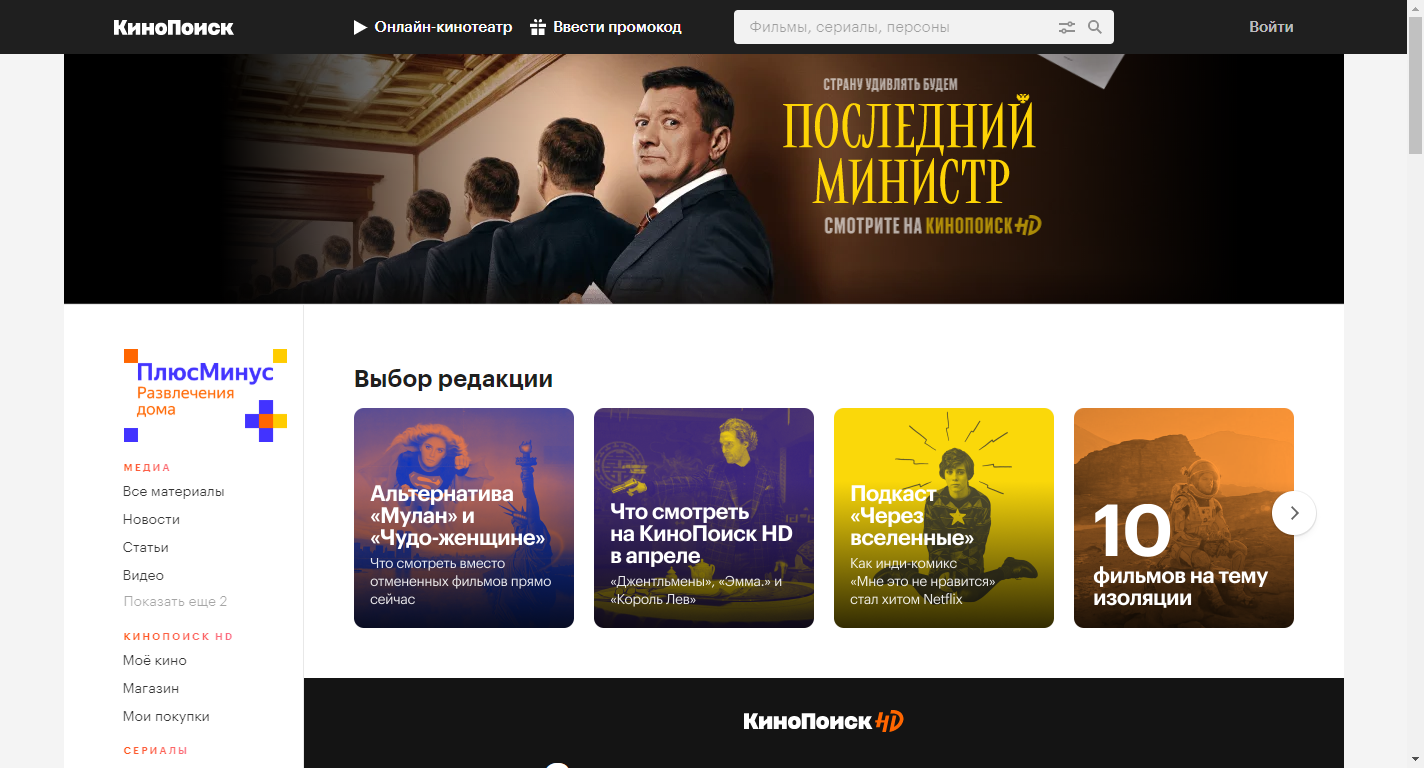 КиноПоиск
Онлайн-кинотеатр
Ввести промокод
Фильмы, сериалы, персоны
Войти
СТРАНУ УДИВЛЯТЬ БУДЕМ
ПОСЛЕДНИЙ
МИНИСТР
СМОТРИТЕ НА КИНОПОИСК HD
ПлюсМинус
Развлечения
дома
МЕДИА
Все материалы
Новости
Статьи
Видео
Показать еще 2
КИНОПОИСК HD
Моё кино
Магазин
Мои покупки
СЕРИАЛЫ
Выбор редакции
Альтернатива
«Мулан» и
«Чудо-женщине»
Что смотреть вместо
отмененных фильмов прямо
сейчас
Что смотреть
на КиноПоиск HD
в апреле
«Джентльмены», «Эмма.» и
«Король Лев»
Подкаст
«Через
вселенные»
Как инди-комикс
«Мне это не нравится»
стал хитом Netflix
10
фильмов на тему
изоляции
КиноПоиск HD